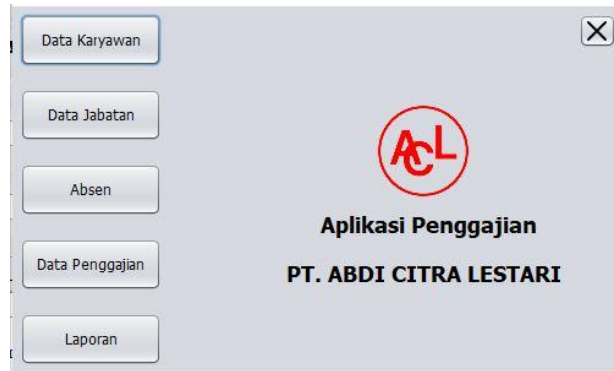 Data Karyawan
Data Jabatan
Absen
Data Penggajian
Laporan
ACL
Aplikasi Penggajian
PT. ABDI CITRA LESTARI